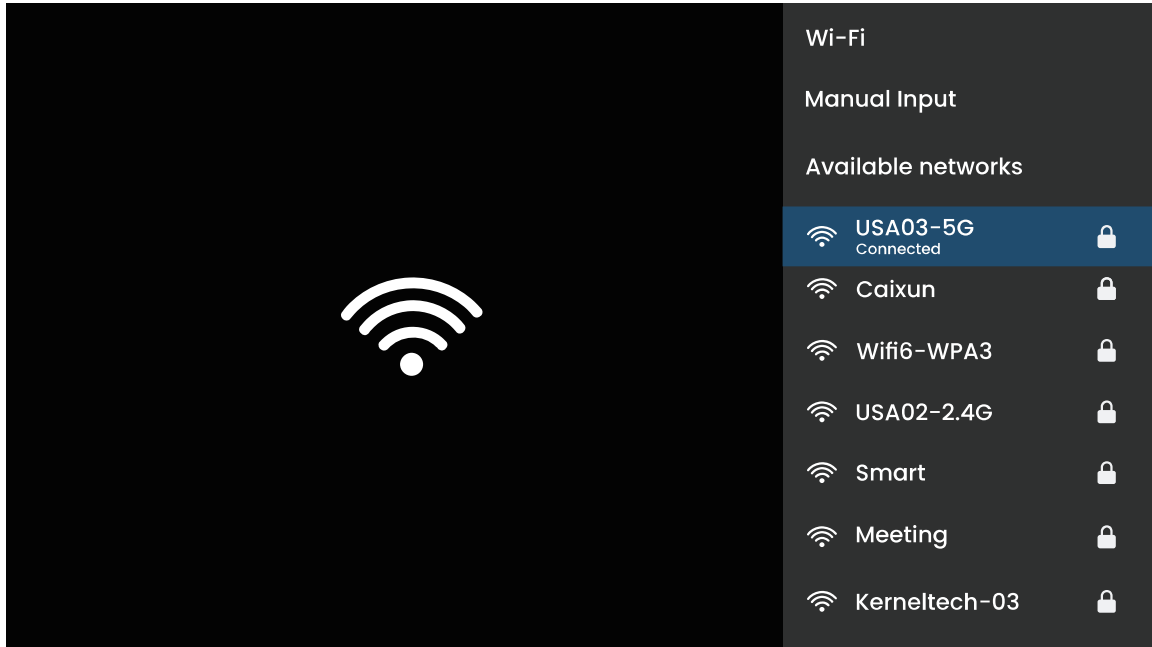 Wi-Fi
Manual Input
Available networks
USA03-5G
Connected
Caixun
Wifi6-WPA3
USA02-2.4G
Smart
Meeting
Kerneltech-03